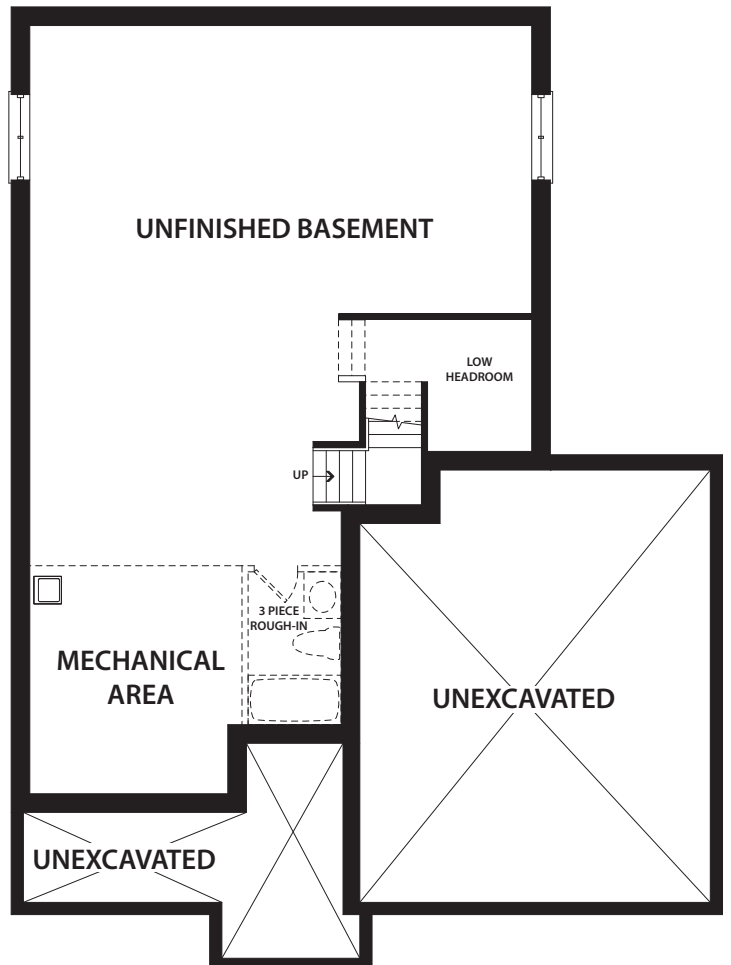 UNFINISHED BASEMENT
LOW
HEADROOM
UP
3 PIECE
ROUGH-IN
MECHANICAL
AREA
UNEXCAVATED
UNEXCAVATED